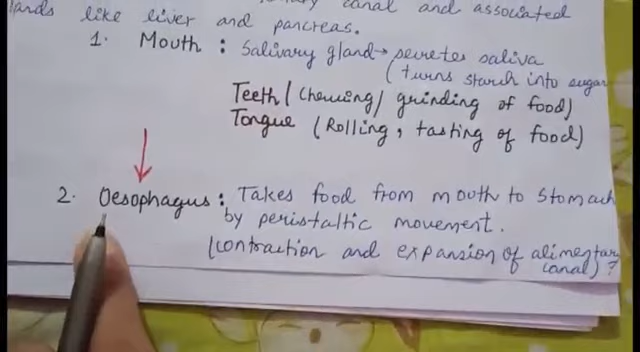 lands like liver and pancreas.
canal and associated
1. Mouth : Salivary gland → secretes saliva
(turns starch into sugar
Teeth (Chewing/ grinding of food)
Tongue (Rolling, tasting of food)
2. Oesophagus : Takes food from mouth to stomach
by peristaltic movement.
(contraction and expansion of alimentar
canal) ?